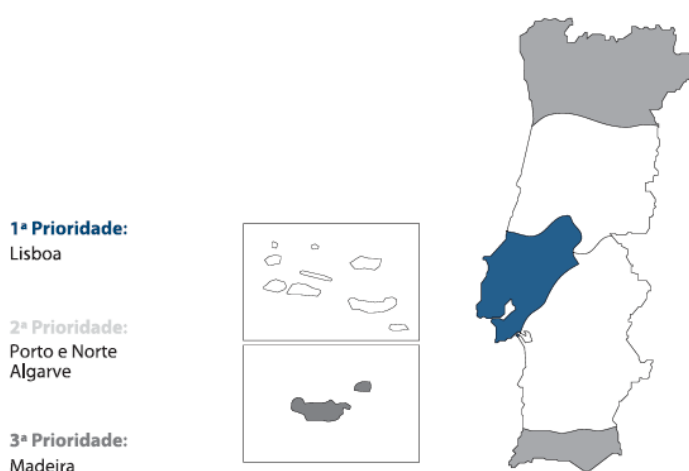 1ª Prioridade:
Lisboa
2ª Prioridade:
Porto e Norte
Algarve
3ª Prioridade:
Madeira